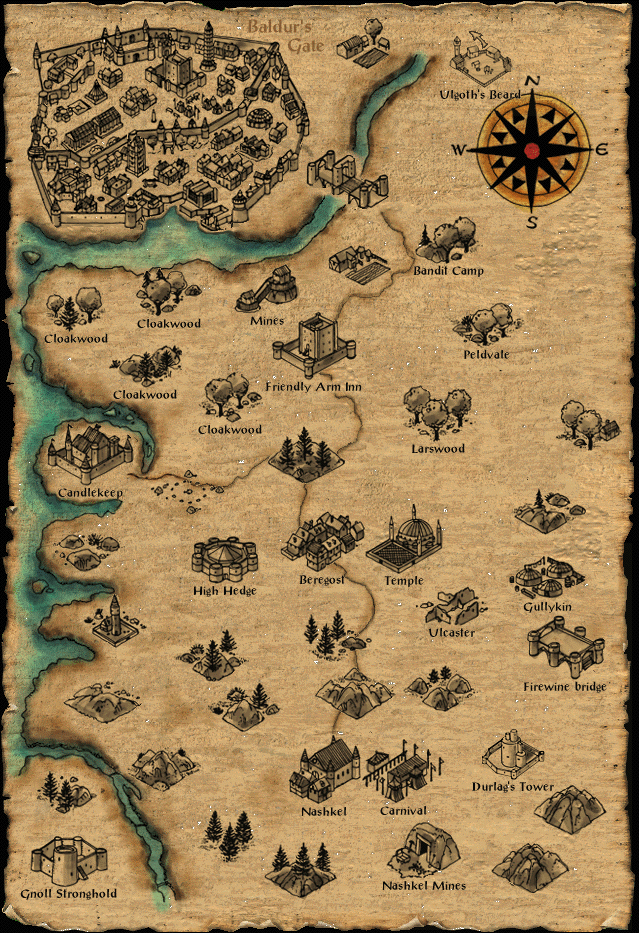 Baldur's
Gate
Ulgoth's Beard
N
W
E
S
Bandit Camp
Cloakwood
Mines
Cloakwood
Peldvale
Friendly Arm Inn
Cloakwood
Cloakwood
Larswood
Candlekeep
High Hedge
Beregost
Temple
Gullykin
Ulcaster
Firewine bridge
Nashkel
Carnival
Durlag's Tower
Nashkel Mines
Gnoll Stronghold